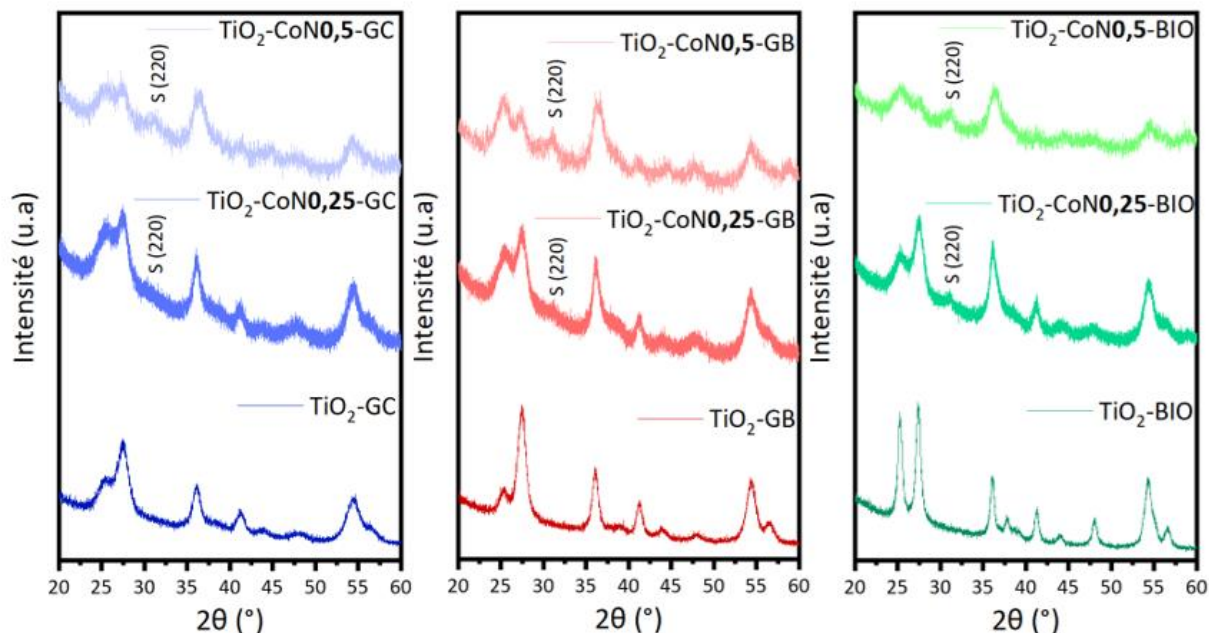 Intensité (u.a)
TiO₂-CoN0,5-GC
S (220)
TiO₂-CoN0,25-GC
S (220)
TiO₂-GC
20 25 30 35 40 45 50 55 60
2θ (°)
Intensité (u.a)
TiO₂-CoN0,5-GB
S (220)
TiO₂-CoN0,25-GB
S (220)
TiO₂-GB
20 25 30 35 40 45 50 55 60
2θ (°)
Intensité (u.a)
TiO₂-CoN0,5-BIO
S (220)
TiO₂-CoN0,25-BIO
S (220)
TiO₂-BIO
20 25 30 35 40 45 50 55 60
2θ (°)